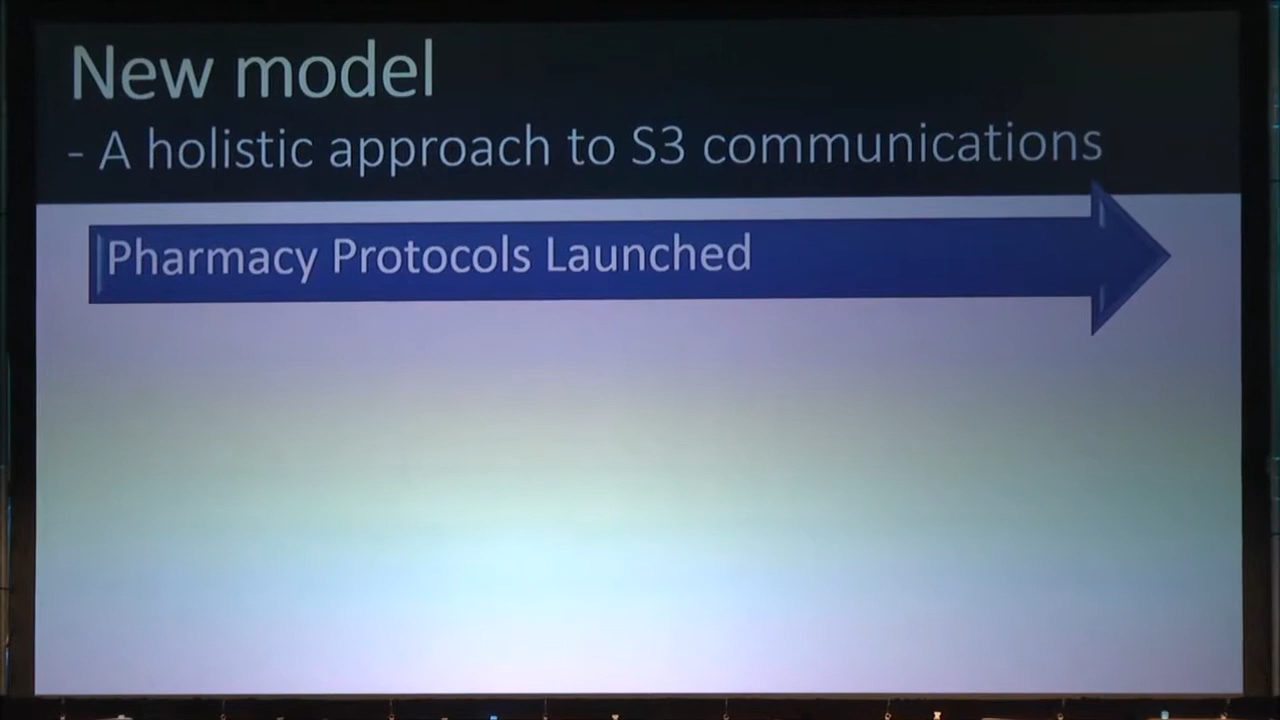 New model
- A holistic approach to S3 communications
Pharmacy Protocols Launched